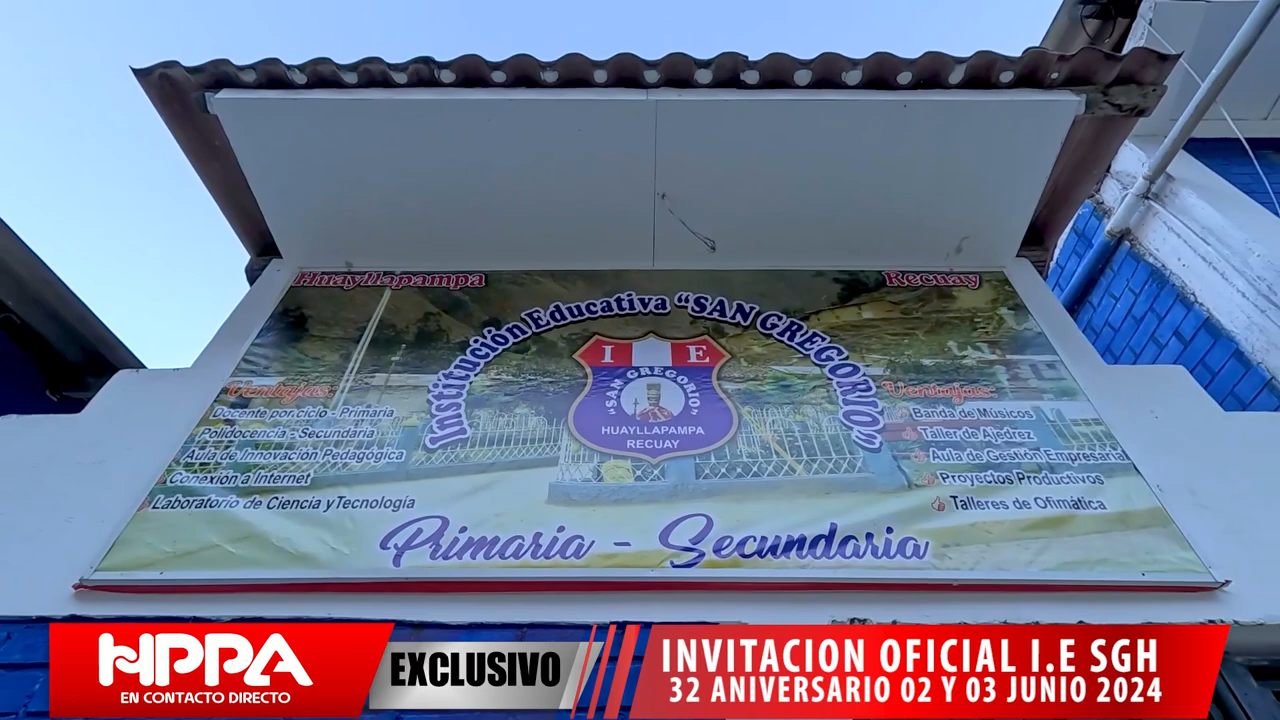 Huayllapampa
Recuay
Institución Educativa “SAN GREGORIO”
I E
“SAN GREGORIO”
HUAYLLAPAMPA
RECUAY
Ventajas:
Docente por ciclo - Primaria
Polidocencia - Secundaria
Aula de Innovación Pedagógica
Conexión a Internet
Laboratorio de Ciencia y Tecnología
Ventajas:
Banda de Músicos
Taller de Ajedrez
Aula de Gestión Empresarial
Proyectos Productivos
Talleres de Ofimática
Primaria - Secundaria
HPPA
EN CONTACTO DIRECTO
EXCLUSIVO
INVITACION OFICIAL I.E SGH
32 ANIVERSARIO 02 Y 03 JUNIO 2024